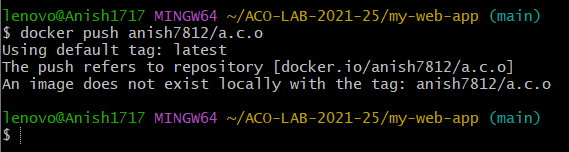 lenovo@Anish1717 MINGW64 ~/ACO-LAB-2021-25/my-web-app (main)
$ docker push anish7812/a.c.o
Using default tag: latest
The push refers to repository [docker.io/anish7812/a.c.o]
An image does not exist locally with the tag: anish7812/a.c.o
lenovo@Anish1717 MINGW64 ~/ACO-LAB-2021-25/my-web-app (main)
$